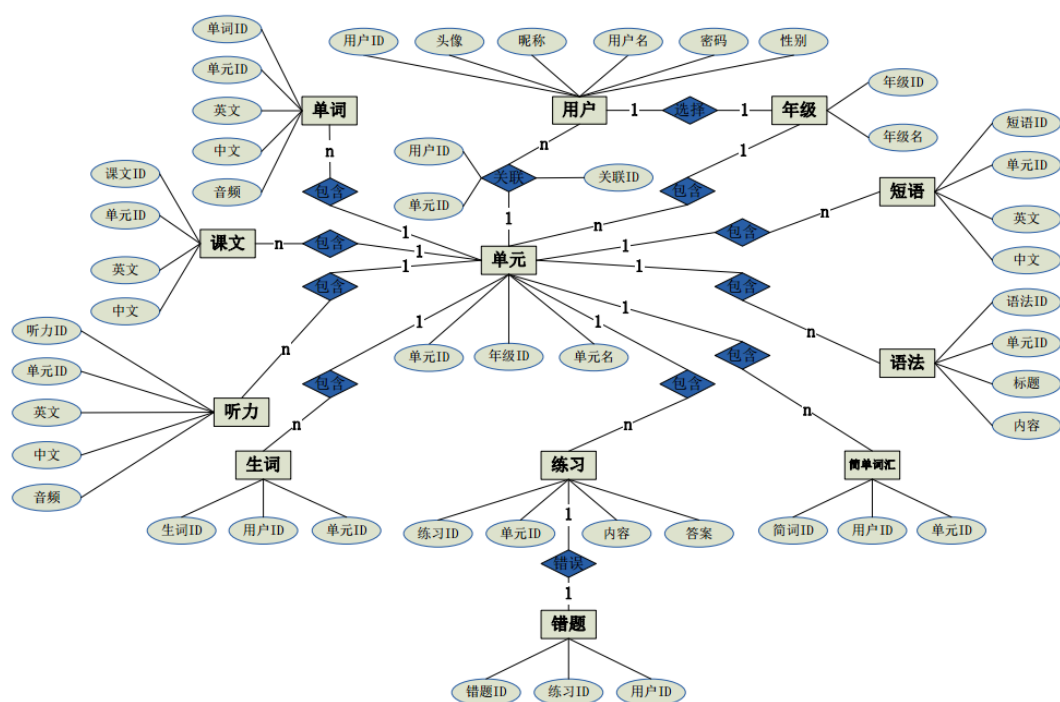 单词ID
单元ID
英文
中文
音频
单词
n
包含
1
用户ID
头像
昵称
用户名
密码
性别
用户
1
选择
1
年级
年级ID
年级名
1
包含
n
n
关联
1
用户ID
单元ID
关联ID
短语ID
单元ID
英文
中文
短语
n
包含
1
课文ID
单元ID
英文
中文
课文
n
包含
1
单元
单元ID
年级ID
单元名
1
包含
n
语法
语法ID
单元ID
标题
内容
听力ID
单元ID
英文
中文
音频
听力
n
包含
1
1
包含
n
生词
生词ID
用户ID
单元ID
1
包含
n
练习
练习ID
单元ID
内容
答案
1
包含
n
简单词汇
简词ID
用户ID
单元ID
1
错误
1
错题
错题ID
练习ID
用户ID